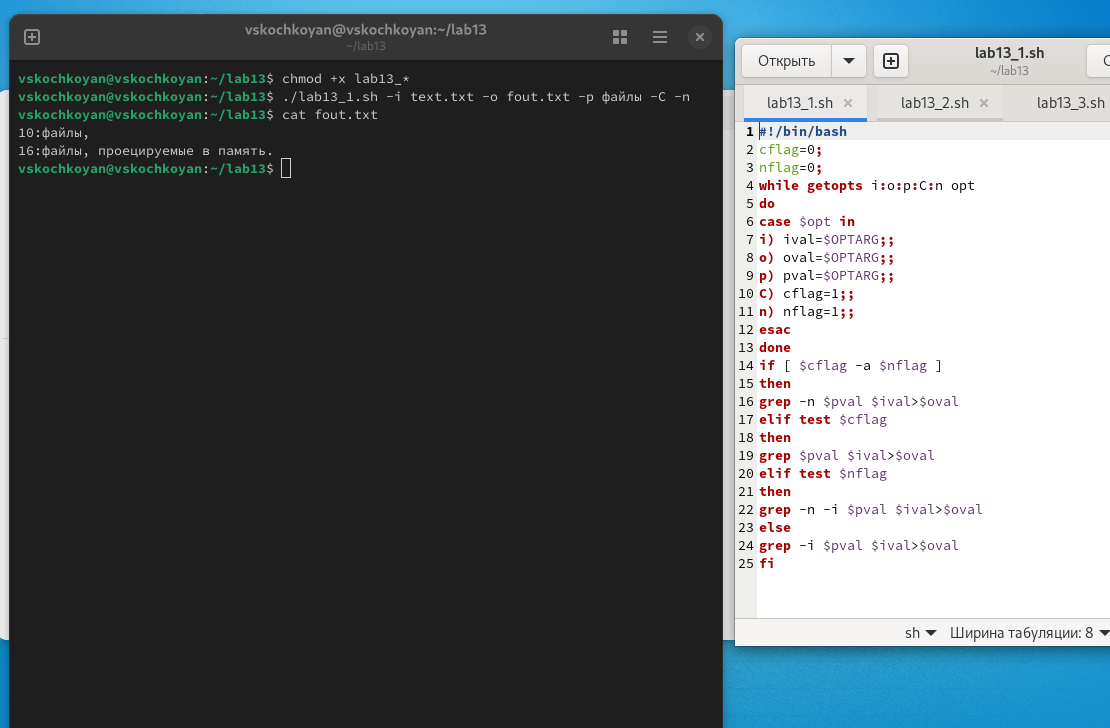 vskochkoyan@vskochkoyan:~/lab13
~/lab13
vskochkoyan@vskochkoyan:~/lab13$ chmod +x lab13_*
vskochkoyan@vskochkoyan:~/lab13$ ./lab13_1.sh -i text.txt -o fout.txt -p файлы -C -n
vskochkoyan@vskochkoyan:~/lab13$ cat fout.txt
10:файлы,
16:файлы, проецируемые в память.
vskochkoyan@vskochkoyan:~/lab13$
Открыть
lab13_1.sh
~/lab13
lab13_1.sh × lab13_2.sh × lab13_3.sh
1 #!/bin/bash
2 cflag=0;
3 nflag=0;
4 while getopts i:o:p:C:n opt
5 do
6 case $opt in
7 i) ival=$OPTARG;;
8 o) oval=$OPTARG;;
9 p) pval=$OPTARG;;
10 C) cflag=1;;
11 n) nflag=1;;
12 esac
13 done
14 if [ $cflag -a $nflag ]
15 then
16 grep -n $pval $ival>$oval
17 elif test $cflag
18 then
19 grep $pval $ival>$oval
20 elif test $nflag
21 then
22 grep -n -i $pval $ival>$oval
23 else
24 grep -i $pval $ival>$oval
25 fi
sh Ширина табуляции: 8